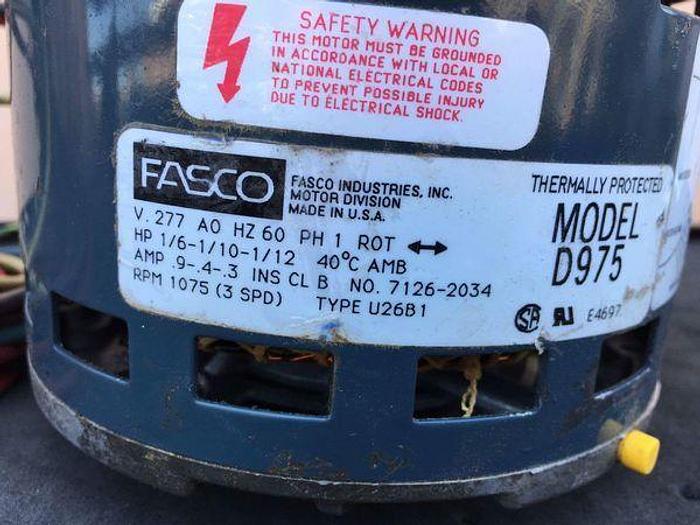 SAFETY WARNING
THIS MOTOR MUST BE GROUNDED
IN ACCORDANCE WITH LOCAL OR
NATIONAL ELECTRICAL CODES
TO PREVENT POSSIBLE INJURY
DUE TO ELECTRICAL SHOCK.
FASCO
FASCO INDUSTRIES, INC.
MOTOR DIVISION
MADE IN U.S.A.
THERMALLY PROTECTED
MODEL
D975
V. 277 AO HZ 60 PH 1 ROT ↔
HP 1/6-1/10-1/12 40°C AMB
AMP .9-.4-.3 INS CL B NO. 7126-2034
RPM 1075 (3 SPD) TYPE U26B1
SA RU E4697